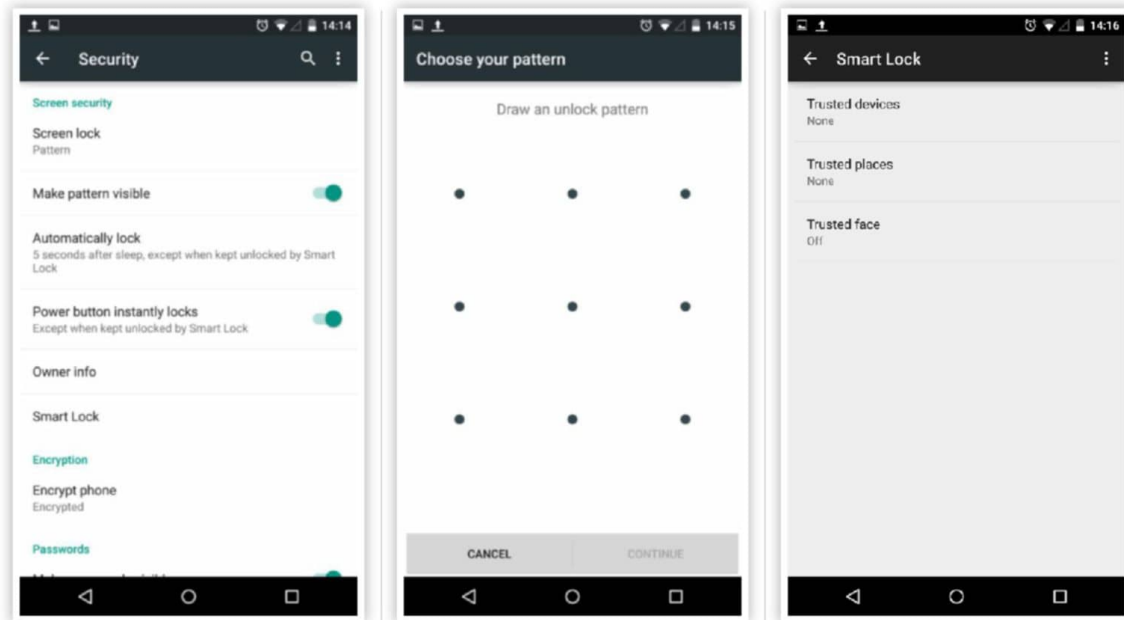 14:14
Security
Screen security
Screen lock
Pattern
Make pattern visible
Automatically lock
5 seconds after sleep, except when kept unlocked by Smart
Lock
Power button instantly locks
Except when kept unlocked by Smart Lock
Owner info
Smart Lock
Encryption
Encrypt phone
Encrypted
Passwords
14:15
Choose your pattern
Draw an unlock pattern
CANCEL
CONTINUE
14:16
Smart Lock
Trusted devices
None
Trusted places
None
Trusted face
Off